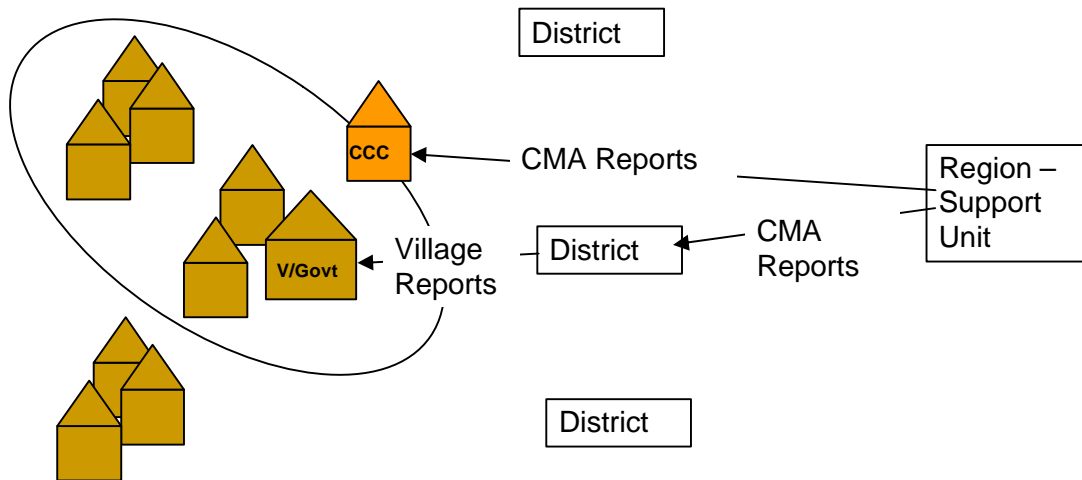 District
CCC
CMA Reports
Region –
Support
Unit
V/Govt
Village
Reports
District
CMA
Reports
District